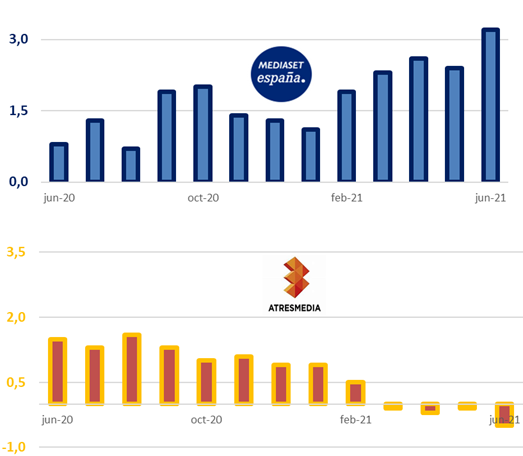 3,0
MEDIASET
españa.
1,5
0,0
jun-20 oct-20 feb-21 jun-21
3,5
ATRESMEDIA
2,0
0,5
jun-20 oct-20 feb-21 jun-21
-1,0